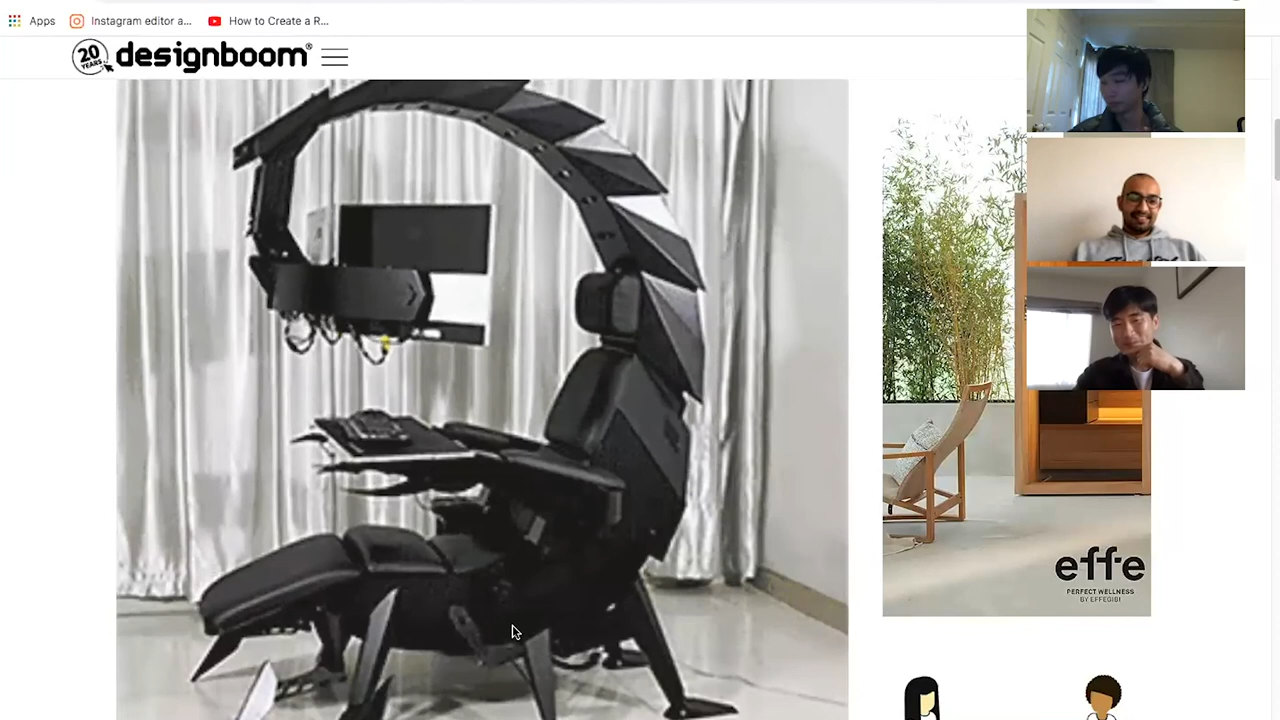 Apps
Instagram editor a...
How to Create a R...
20
YEARS
designboom®
effe
PERFECT WELLNESS
BY EFFEGIBI